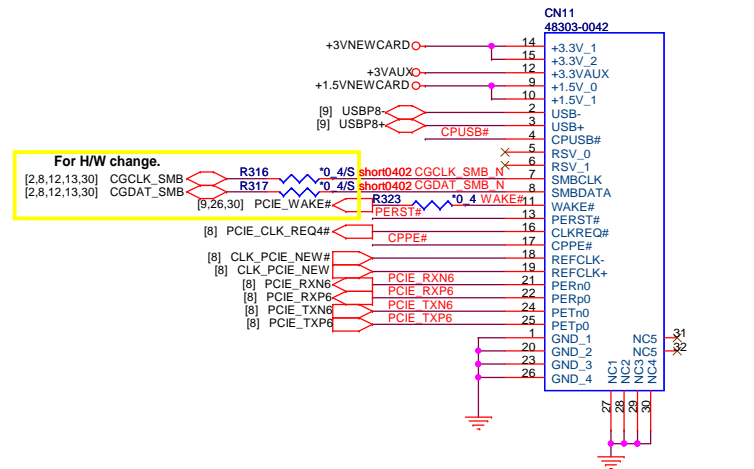 CN11
48303-0042
+3VNEWCARD 14 +3.3V_1
15 +3.3V_2
+3VAUX 12 +3.3VAUX
+1.5VNEWCARD 9 +1.5V_0
10 +1.5V_1
[9] USBP8- 2 USB-
[9] USBP8+ 3 USB+
CPUSB# 4 CPUSB#
5 RSV_0
6 RSV_1
For H/W change.
[2,8,12,13,30] CGCLK_SMB R316 *0_4/S short0402 CGCLK_SMB_N 7 SMBCLK
[2,8,12,13,30] CGDAT_SMB R317 *0_4/S short0402 CGDAT_SMB_N 8 SMBDATA
[9,26,30] PCIE_WAKE# R323 *0_4 WAKE# 11 WAKE#
PERST# 13 PERST#
[8] PCIE_CLK_REQ4# 16 CLKREQ#
CPPE# 17 CPPE#
[8] CLK_PCIE_NEW# 18 REFCLK-
[8] CLK_PCIE_NEW 19 REFCLK+
[8] PCIE_RXN6 PCIE_RXN6 21 PERn0
[8] PCIE_RXP6 PCIE_RXP6 22 PERp0
[8] PCIE_TXN6 PCIE_TXN6 24 PETn0
[8] PCIE_TXP6 PCIE_TXP6 25 PETp0
1 GND_1 NC5 31
20 GND_2 NC5 32
23 GND_3
26 GND_4
NC1 NC2 NC3 NC4
27 28 29 30